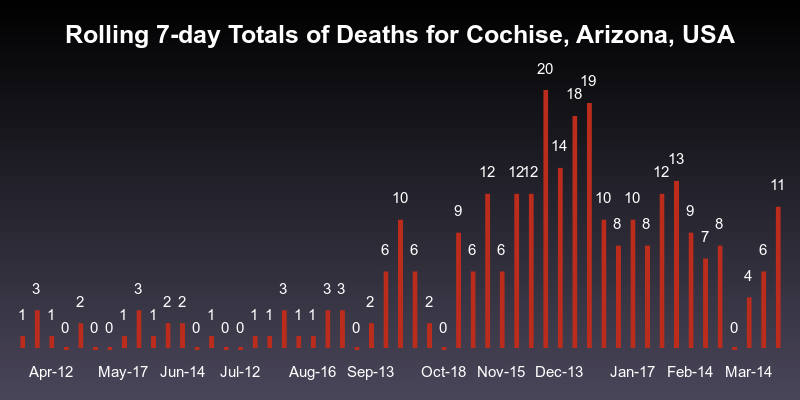 Rolling 7-day Totals of Deaths for Cochise, Arizona, USA
1 3 1 0 2 0 0 1 3 1 2 2 0 1 0 0 1 1 3 1 1 3 3 0 2 6 10 6 2 0 9 6 12 6 12 12 20 14 18 19 10 8 10 8 12 13 9 7 8 0 4 6 11
Apr-12 May-17 Jun-14 Jul-12 Aug-16 Sep-13 Oct-18 Nov-15 Dec-13 Jan-17 Feb-14 Mar-14